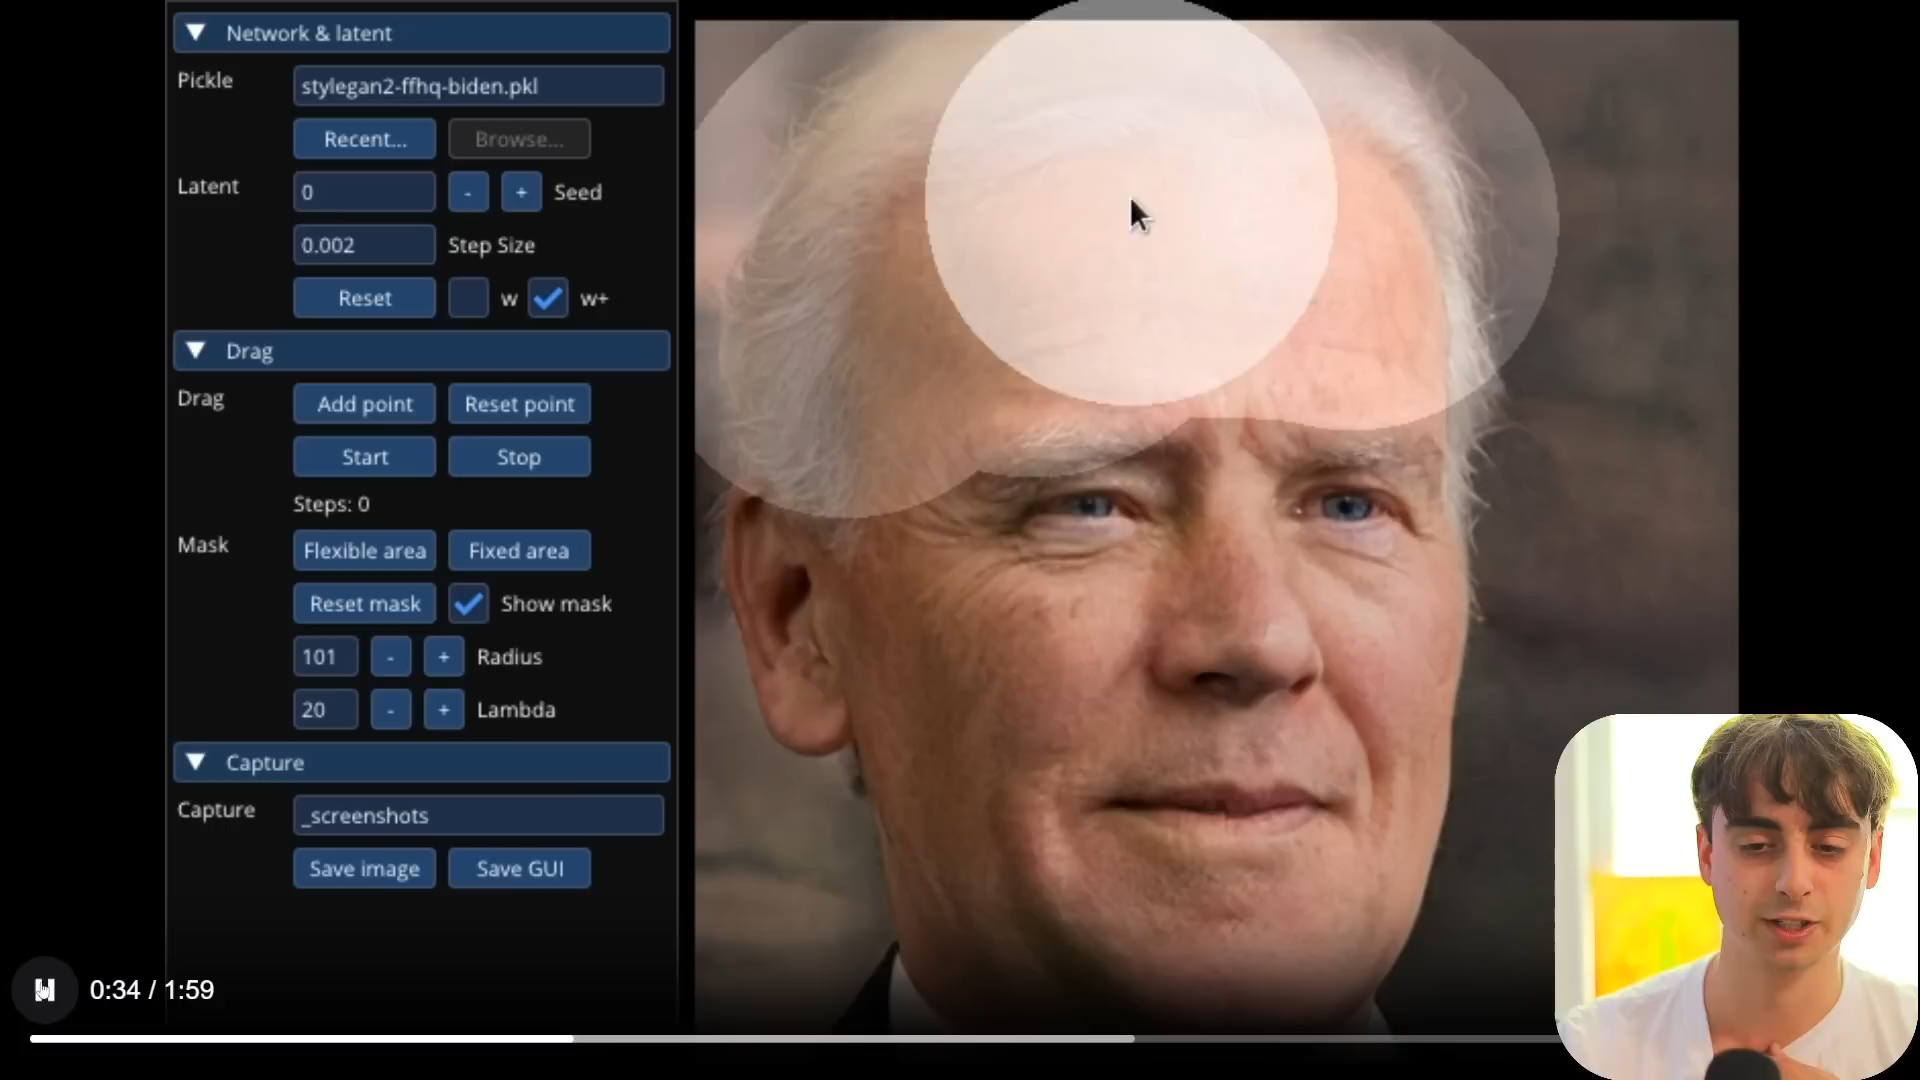 Network & latent
Pickle
stylegan2-ffhq-biden.pkl
Recent...
Browse...
Latent
0
-
+
Seed
0.002
Step Size
Reset
w
w+
Drag
Drag
Add point
Reset point
Start
Stop
Steps: 0
Mask
Flexible area
Fixed area
Reset mask
Show mask
101
-
+
Radius
20
-
+
Lambda
Capture
Capture
_screenshots
Save image
Save GUI
0:34 / 1:59